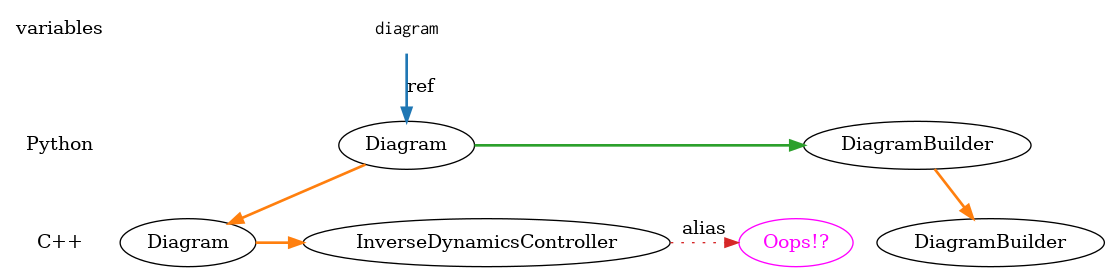 variables
diagram
ref
Python
Diagram
DiagramBuilder
C++
Diagram
InverseDynamicsController
alias
Oops!?
DiagramBuilder